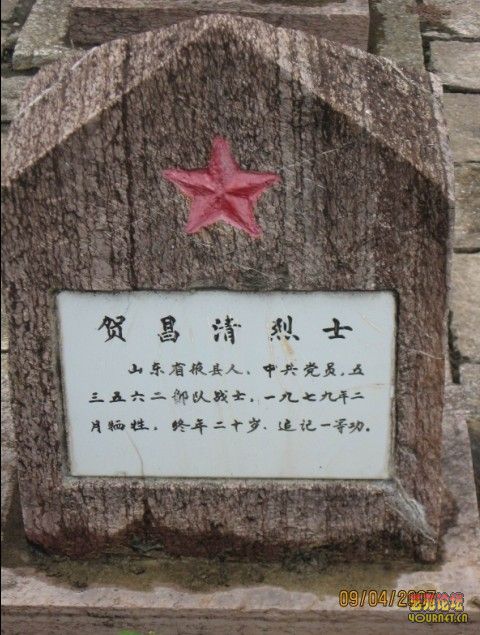 贺昌清烈士
山东省掖县人，中共党员，五
三五六二部队战士，一九七九年二
月牺牲，终年二十岁、追记一等功。
09/04/2007
老兵论坛
YOURNET.CN